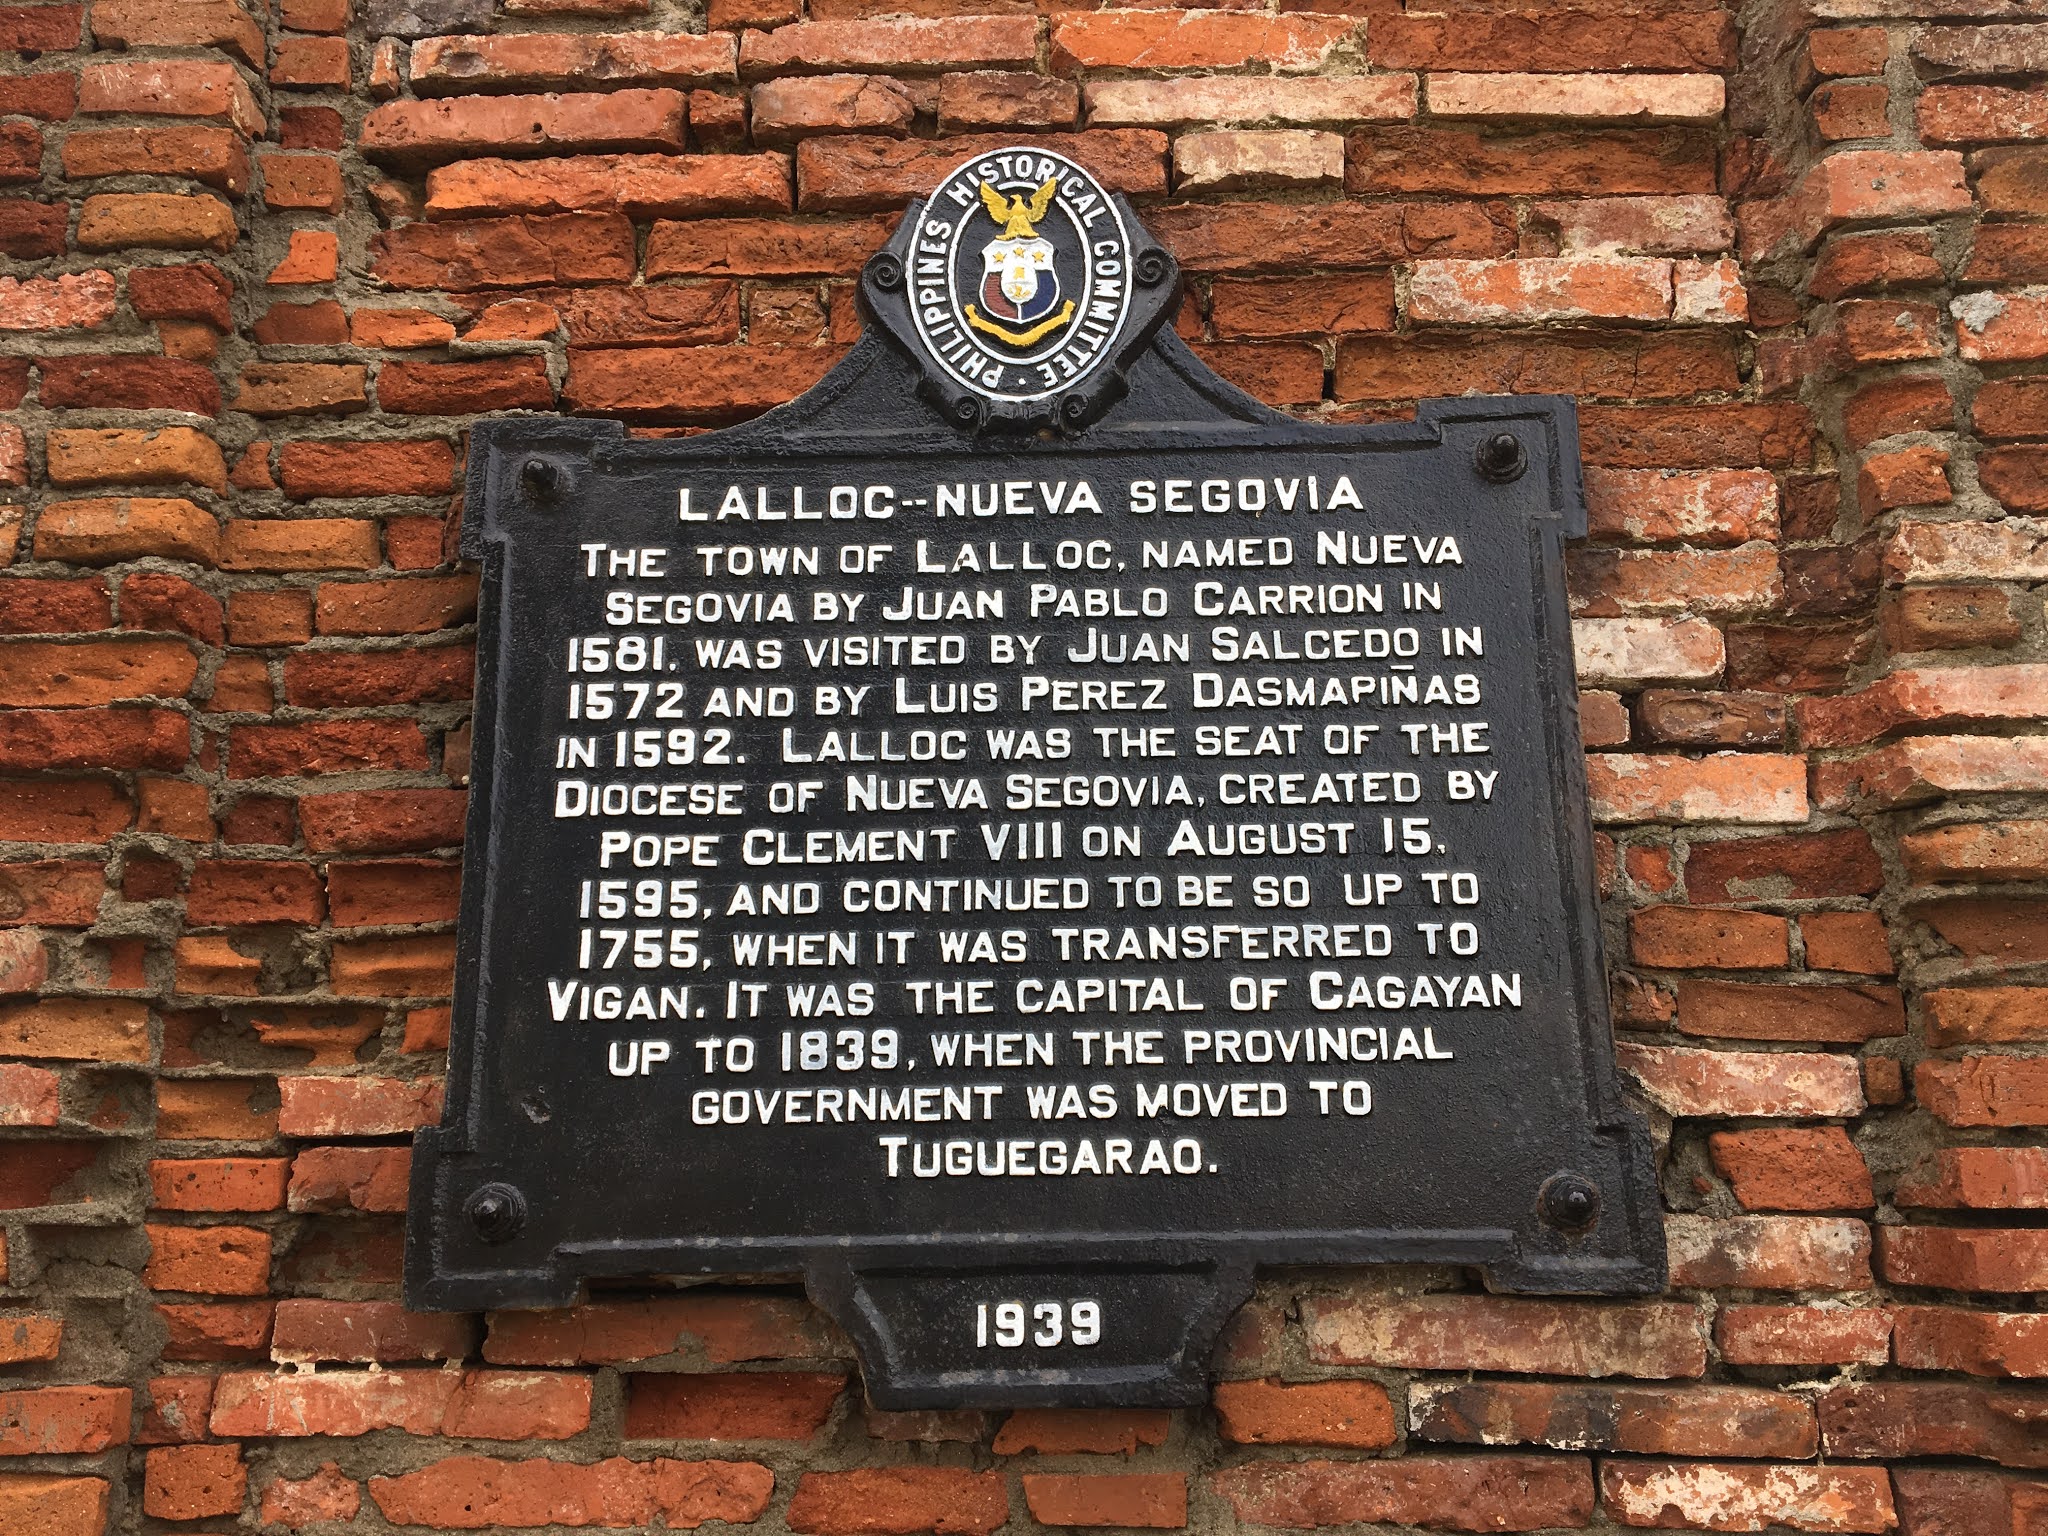 PHILIPPINES HISTORICAL COMMITTEE
LALLOC--NUEVA SEGOVIA
THE TOWN OF LALLOC, NAMED NUEVA
SEGOVIA BY JUAN PABLO CARRION IN
1581, WAS VISITED BY JUAN SALCEDO IN
1572 AND BY LUIS PEREZ DASMAPIÑAS
IN 1592. LALLOC WAS THE SEAT OF THE
DIOCESE OF NUEVA SEGOVIA, CREATED BY
POPE CLEMENT VIII ON AUGUST 15,
1595, AND CONTINUED TO BE SO UP TO
1755, WHEN IT WAS TRANSFERRED TO
VIGAN. IT WAS THE CAPITAL OF CAGAYAN
UP TO 1839, WHEN THE PROVINCIAL
GOVERNMENT WAS MOVED TO
TUGUEGARAO.
1939